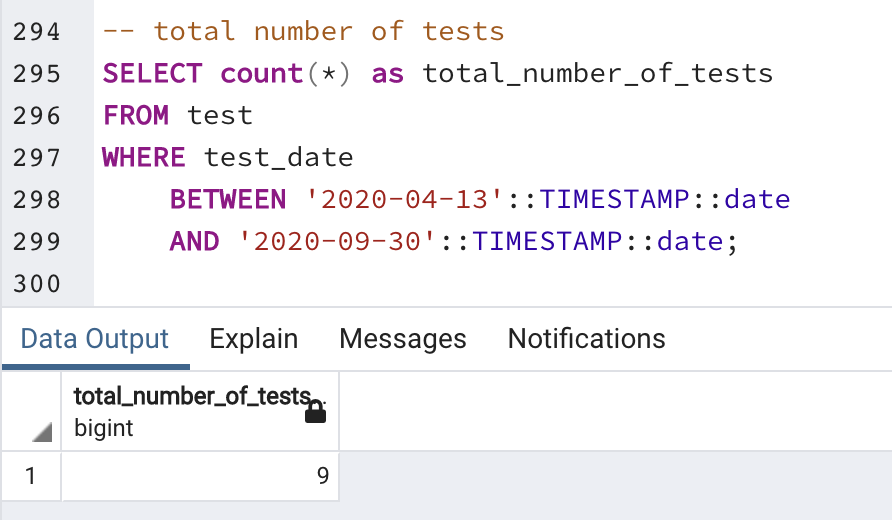 294 -- total number of tests
295 SELECT count(*) as total_number_of_tests
296 FROM test
297 WHERE test_date
298 BETWEEN '2020-04-13'::TIMESTAMP::date
299 AND '2020-09-30'::TIMESTAMP::date;
300
Data Output Explain Messages Notifications
total_number_of_tests
bigint
1 9